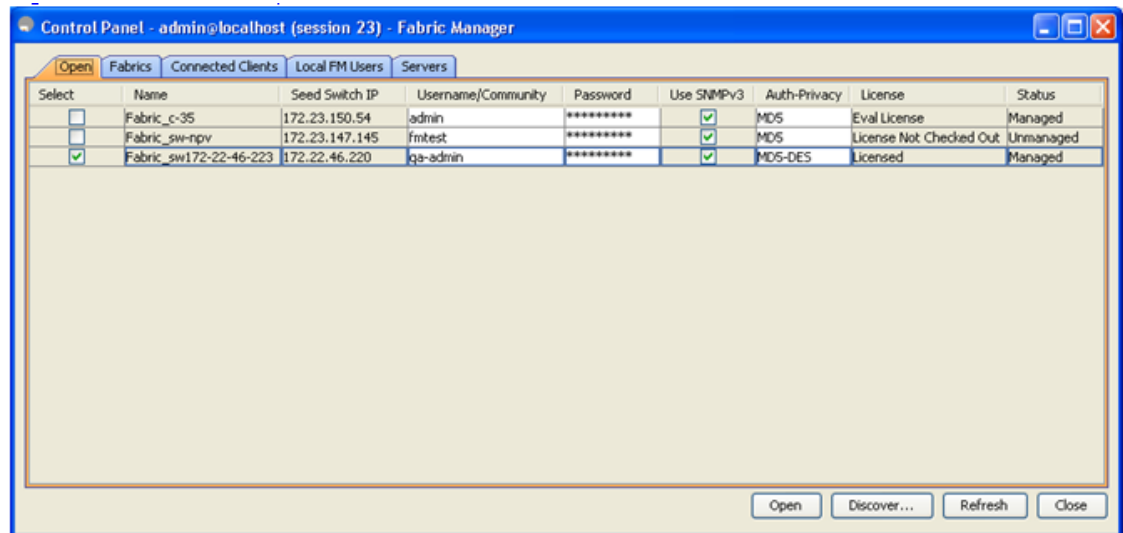 Control Panel - admin@localhost (session 23) - Fabric Manager
Open Fabrics Connected Clients Local FM Users Servers
Select Name Seed Switch IP Username/Community Password Use SNMPv3 Auth-Privacy License Status
Fabric_c-35 172.23.150.54 admin ********* MD5 Eval License Managed
Fabric_sw-npv 172.23.147.145 fmtest ********* MD5 License Not Checked Out Unmanaged
Fabric_sw172-22-46-223 172.22.46.220 qa-admin ********* MD5-DES Licensed Managed
Open Discover... Refresh Close